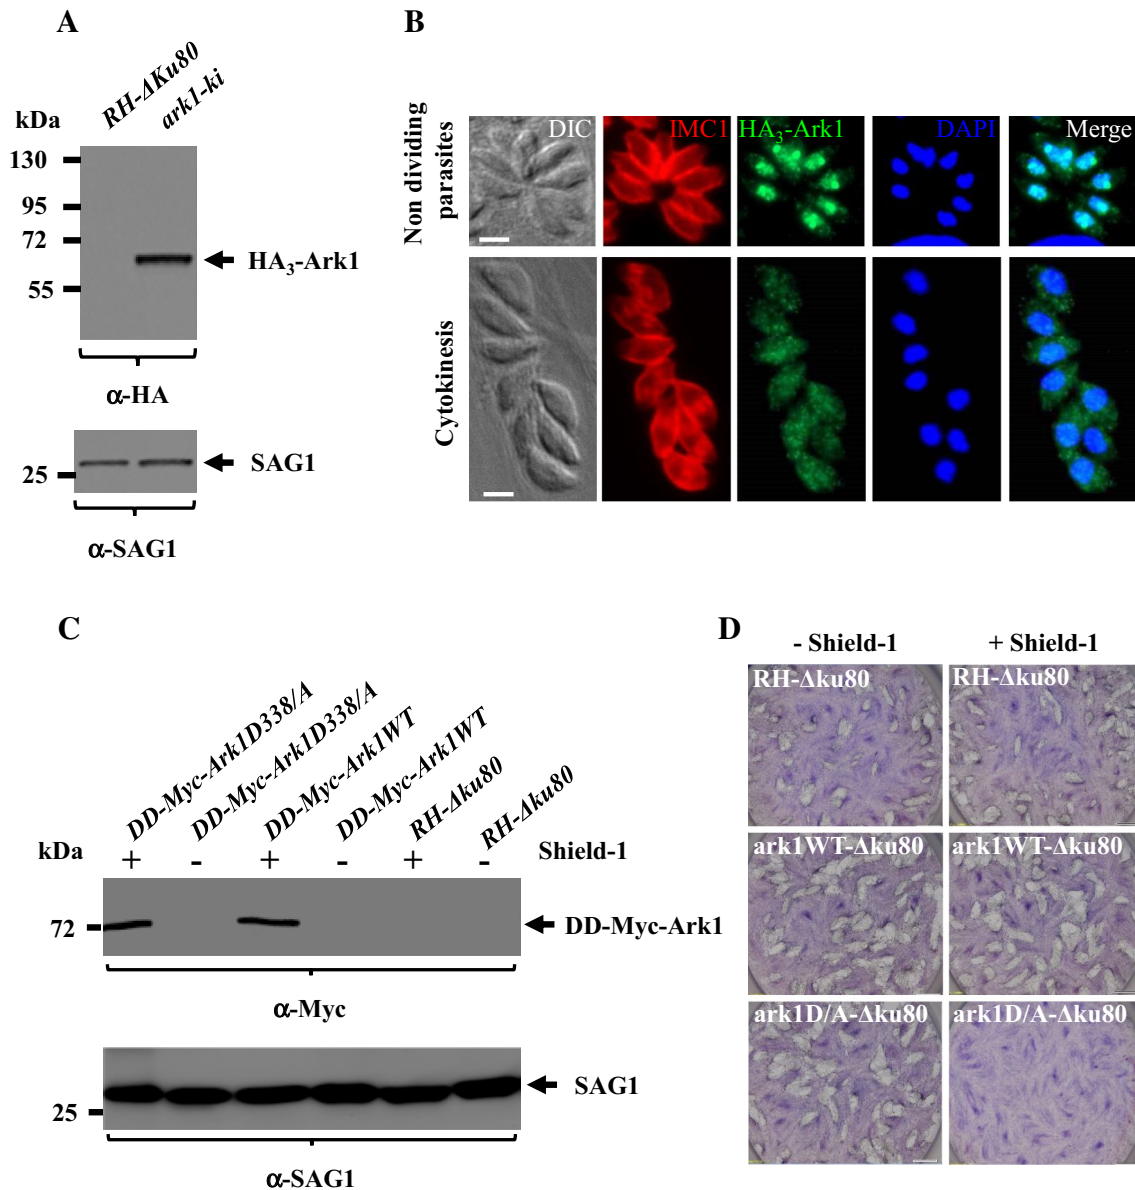 A
RH-ΔKu80
ark1-ki
kDa
130
95
72
55
HA3-Ark1
α-HA
25
SAG1
α-SAG1
B
Non dividing
parasites
DIC
IMC1
HA3-Ark1
DAPI
Merge
Cytokinesis
C
DD-Myc-Ark1D338/A
DD-Myc-Ark1D338/A
DD-Myc-Ark1WT
DD-Myc-Ark1WT
RH-Δku80
RH-Δku80
kDa
+ - + - + - Shield-1
72
DD-Myc-Ark1
α-Myc
SAG1
25
α-SAG1
D
- Shield-1
+ Shield-1
RH-Δku80
RH-Δku80
ark1WT-Δku80
ark1WT-Δku80
ark1D/A-Δku80
ark1D/A-Δku80